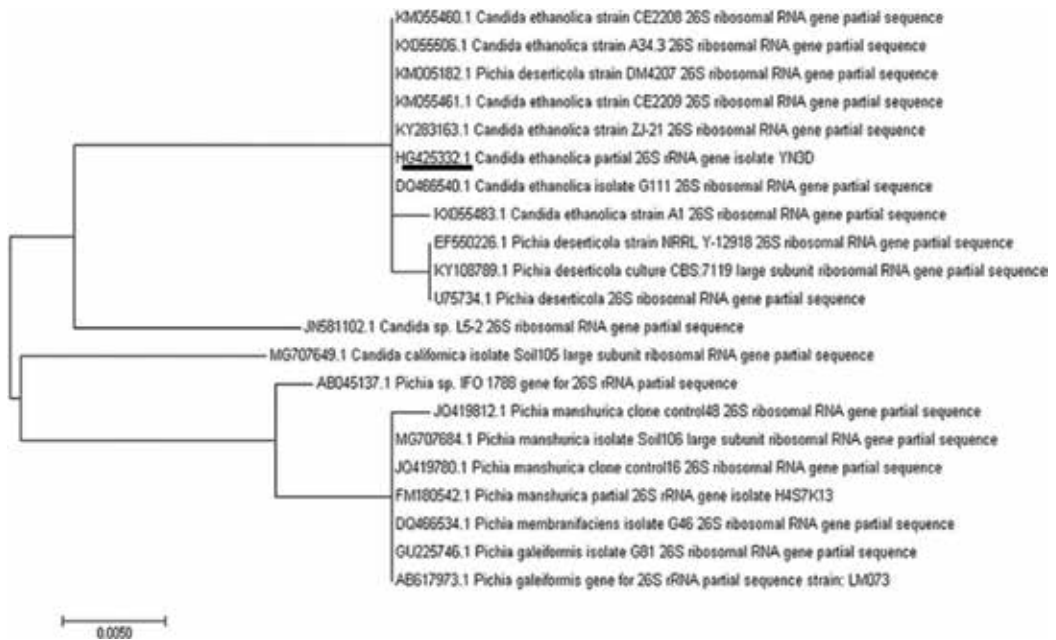 KM055460.1 Candida ethanolica strain CE2208 26S ribosomal RNA gene partial sequence
KX055506.1 Candida ethanolica strain A34.3 26S ribosomal RNA gene partial sequence
KM005182.1 Pichia deserticola strain DM4207 26S ribosomal RNA gene partial sequence
KM055461.1 Candida ethanolica strain CE2209 26S ribosomal RNA gene partial sequence
KY283163.1 Candida ethanolica strain ZJ-21 26S ribosomal RNA gene partial sequence
HG425332.1 Candida ethanolica partial 26S rRNA gene isolate YN3D
DQ466540.1 Candida ethanolica isolate G111 26S ribosomal RNA gene partial sequence
KX055483.1 Candida ethanolica strain A1 26S ribosomal RNA gene partial sequence
EF550226.1 Pichia deserticola strain NRRL Y-12918 26S ribosomal RNA gene partial sequence
KY108789.1 Pichia deserticola culture CBS:7119 large subunit ribosomal RNA gene partial sequence
U75734.1 Pichia deserticola 26S ribosomal RNA gene partial sequence
JN581102.1 Candida sp. L5-2 26S ribosomal RNA gene partial sequence
MG707649.1 Candida californica isolate Soil105 large subunit ribosomal RNA gene partial sequence
AB045137.1 Pichia sp. IFO 1788 gene for 26S rRNA partial sequence
JQ419812.1 Pichia manshurica clone control48 26S ribosomal RNA gene partial sequence
MG707684.1 Pichia manshurica isolate Soil106 large subunit ribosomal RNA gene partial sequence
JQ419780.1 Pichia manshurica clone control16 26S ribosomal RNA gene partial sequence
FM180542.1 Pichia manshurica partial 26S rRNA gene isolate H4S7K13
DQ466534.1 Pichia membranifaciens isolate G46 26S ribosomal RNA gene partial sequence
GU225746.1 Pichia galeiformis isolate G81 26S ribosomal RNA gene partial sequence
AB617973.1 Pichia galeiformis gene for 26S rRNA partial sequence strain: LM073
0.0050